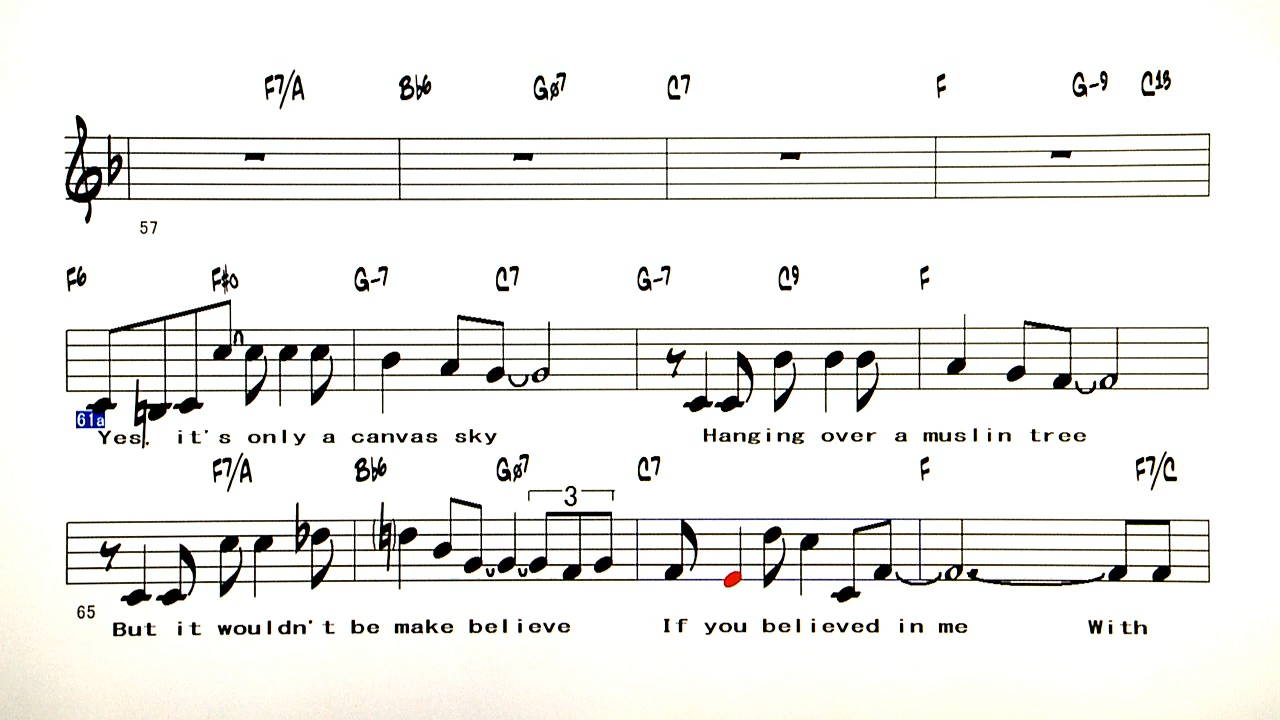 F7/A Bb6 Gø7 C7 F G-9 C13
57
F6 F#o G-7 C7 G-7 C9 F
61a
Yes, it's only a canvas sky Hanging over a muslin tree
F7/A Bb6 Gø7 C7 F F7/C
3
65
But it wouldn't be make believe If you believed in me With